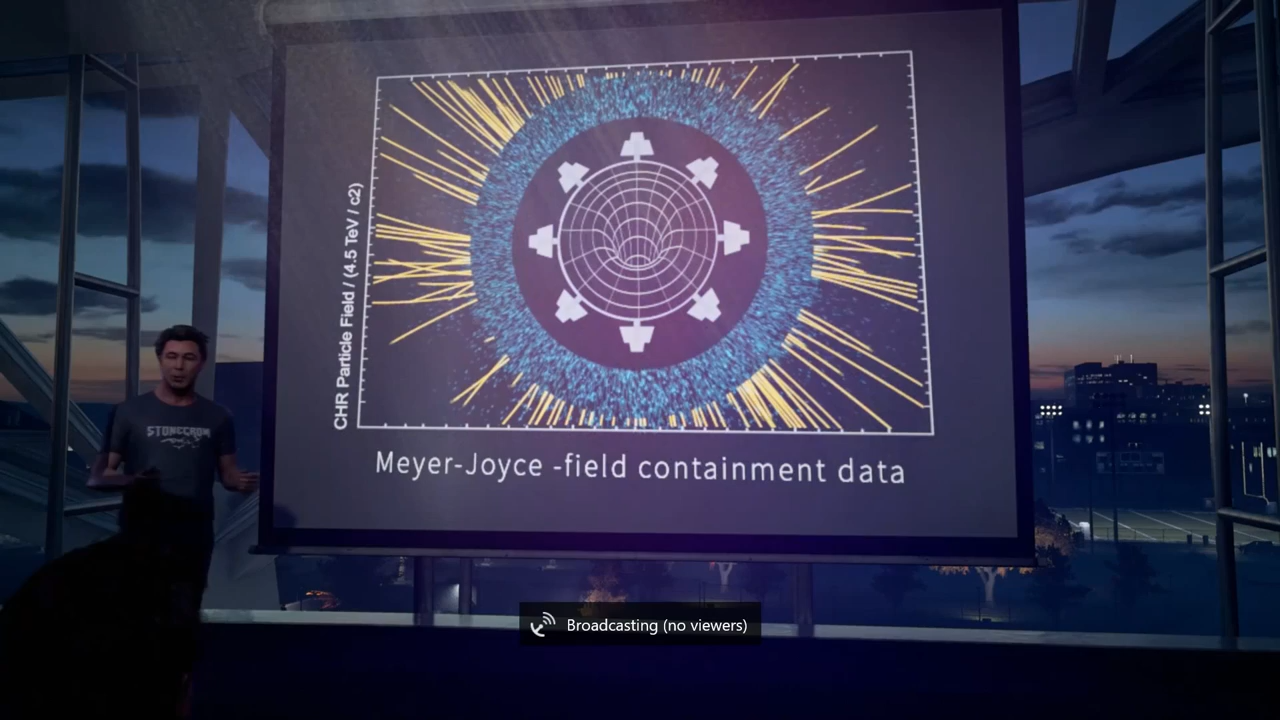 CHR Particle Field / (4.5 TeV / c2)
STONECROW
Meyer-Joyce -field containment data
Broadcasting (no viewers)